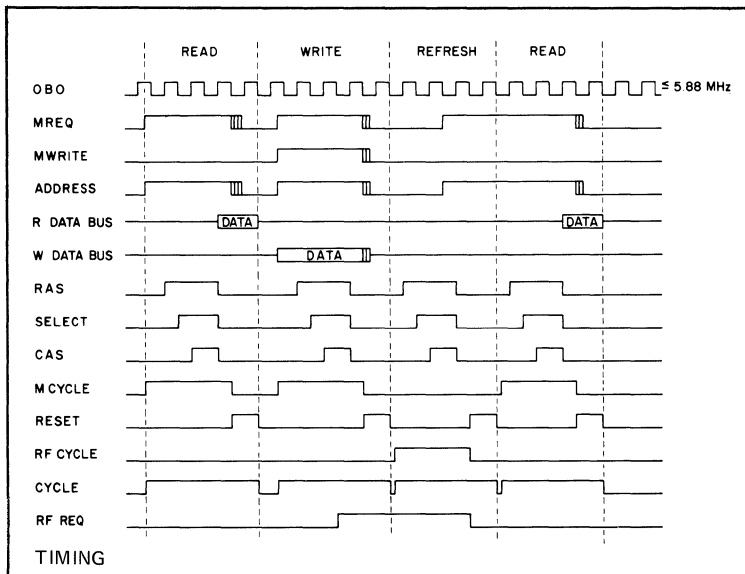 READ WRITE REFRESH READ
OBO ≤ 5.88 MHz
MREQ
MWRITE
ADDRESS
R DATA BUS DATA DATA
W DATA BUS DATA
RAS
SELECT
CAS
M CYCLE
RESET
RF CYCLE
CYCLE
RF REQ
TIMING